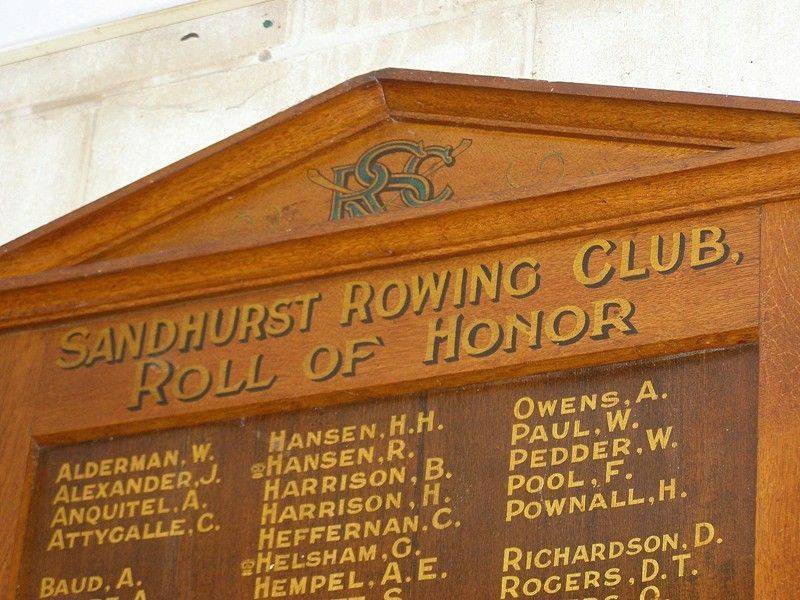 RSC
SANDHURST ROWING CLUB,
ROLL OF HONOR
ALDERMAN, W.
ALEXANDER, J.
ANQUITEL, A.
ATTYGALLE, C.
BAUD, A.
HANSEN, H.H.
HANSEN, R.
HARRISON, B.
HARRISON, H.
HEFFERNAN, C.
HELSHAM, G.
HEMPEL, A.E.
OWENS, A.
PAUL, W.
PEDDER, W.
POOL, F.
POWNALL, H.
RICHARDSON, D.
ROGERS, D.T.